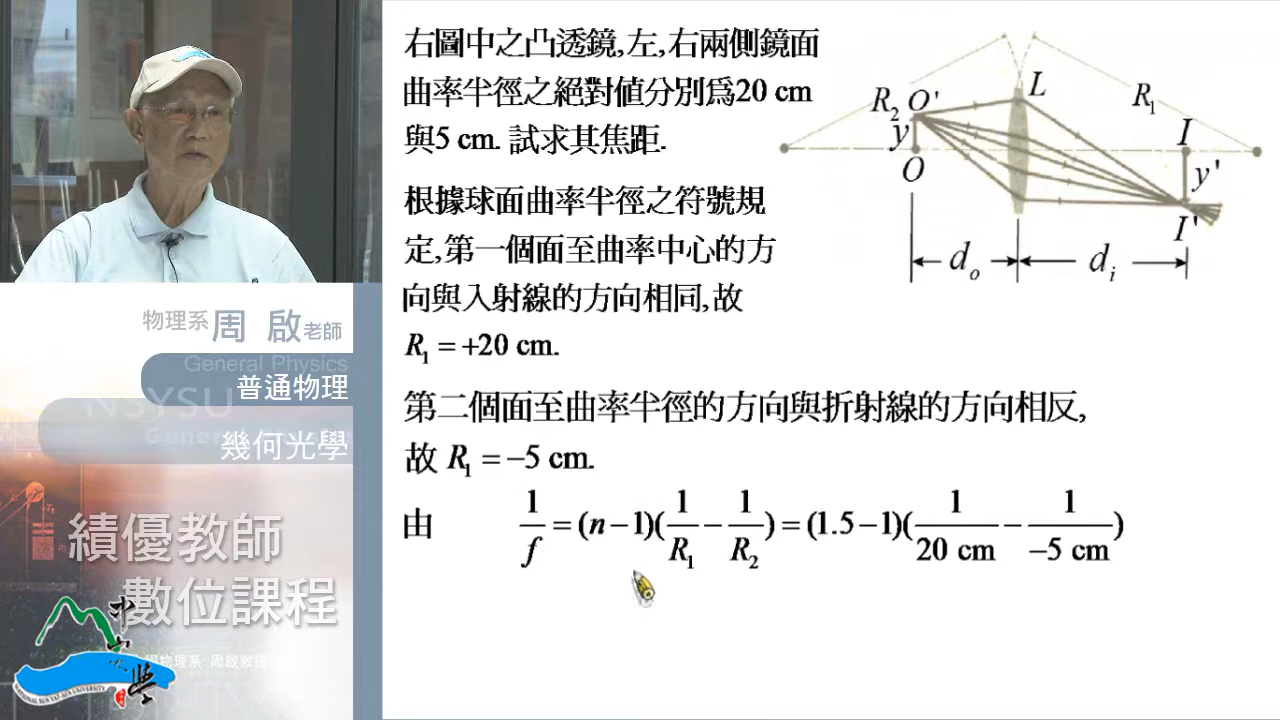 右圖中之凸透鏡,左,右兩側鏡面
曲率半徑之絕對值分別爲20 cm
與5 cm. 試求其焦距.
根據球面曲率半徑之符號規
定,第一個面至曲率中心的方
向與入射線的方向相同,故
R₁ = +20 cm.
第二個面至曲率半徑的方向與折射線的方向相反,
故 R₁ = −5 cm.
由 1/f = (n − 1)(1/R₁ − 1/R₂) = (1.5 − 1)(1/20 cm − 1/−5 cm)
L
R₂
O'
R₁
I
y
O
y'
I'
dₒ
dᵢ
物理系 周 啟 老師
General Physics
普通物理
NSYSU
幾何光學
績優教師
數位課程